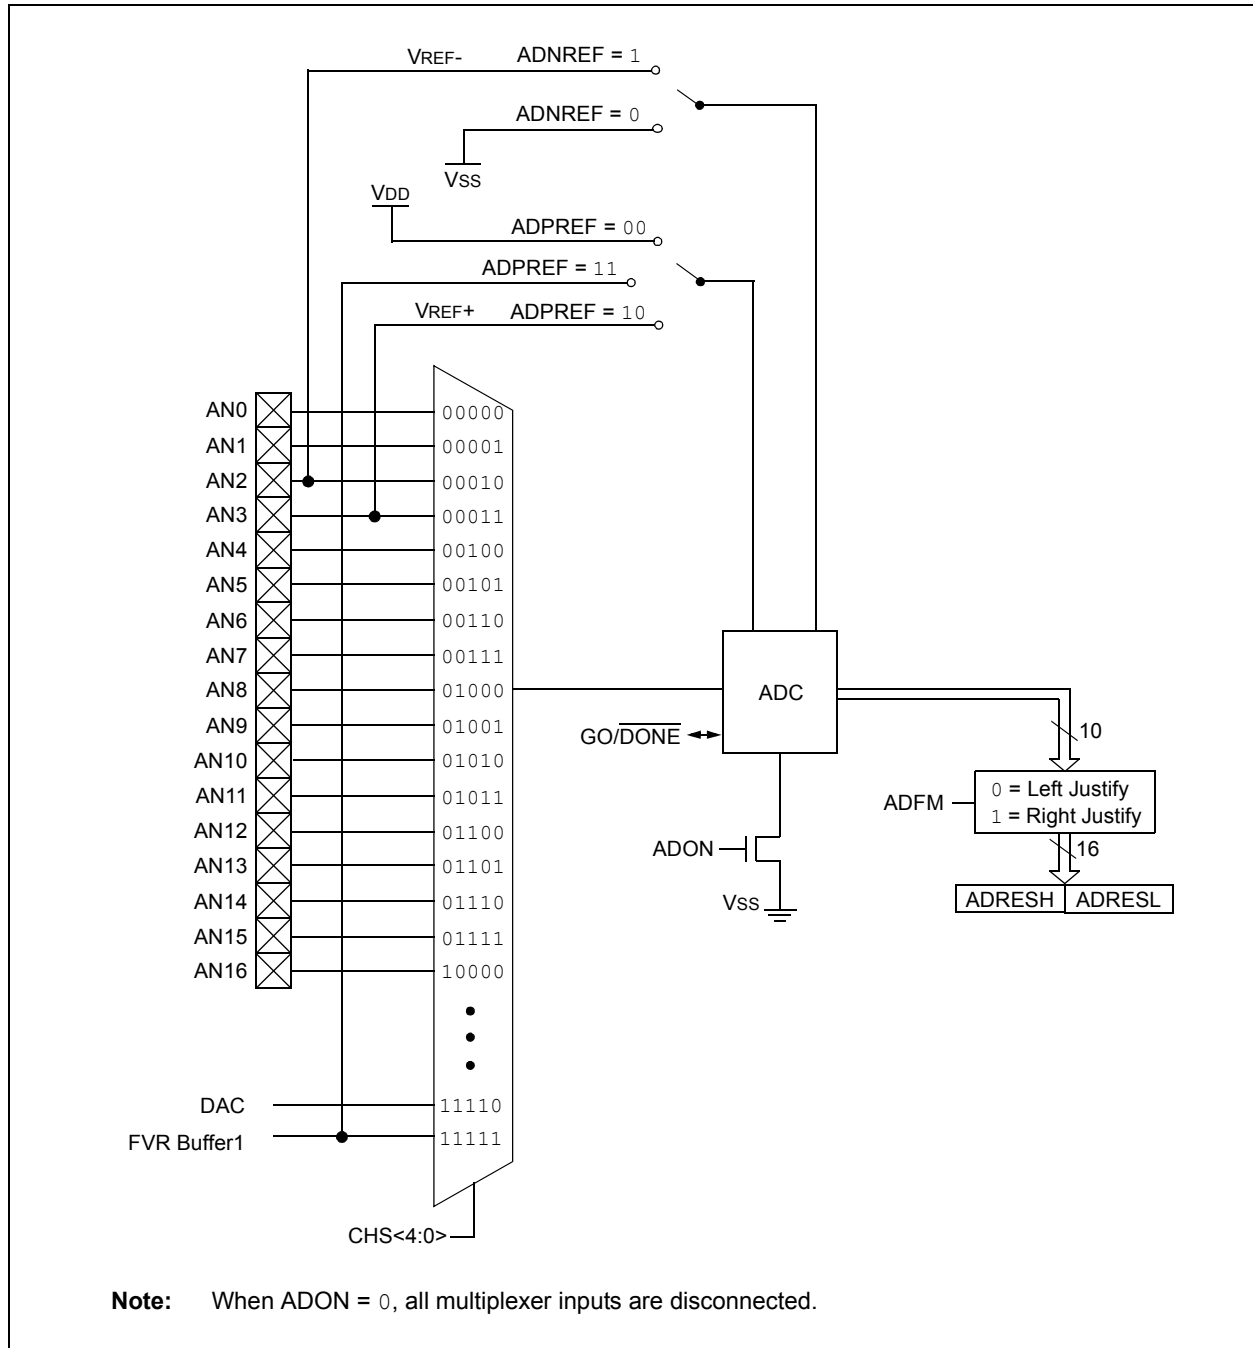 VREF- ADNREF = 1
ADNREF = 0
VSS
VDD
ADPREF = 00
ADPREF = 11
VREF+ ADPREF = 10
AN0 00000
AN1 00001
AN2 00010
AN3 00011
AN4 00100
AN5 00101
AN6 00110
AN7 00111
AN8 01000
AN9 01001
AN10 01010
AN11 01011
AN12 01100
AN13 01101
AN14 01110
AN15 01111
AN16 10000
DAC 11110
FVR Buffer1 11111
CHS<4:0>
ADC
GO/DONE
10
ADFM
0 = Left Justify
1 = Right Justify
16
ADON
VSS
ADRESH ADRESL
Note: When ADON = 0, all multiplexer inputs are disconnected.